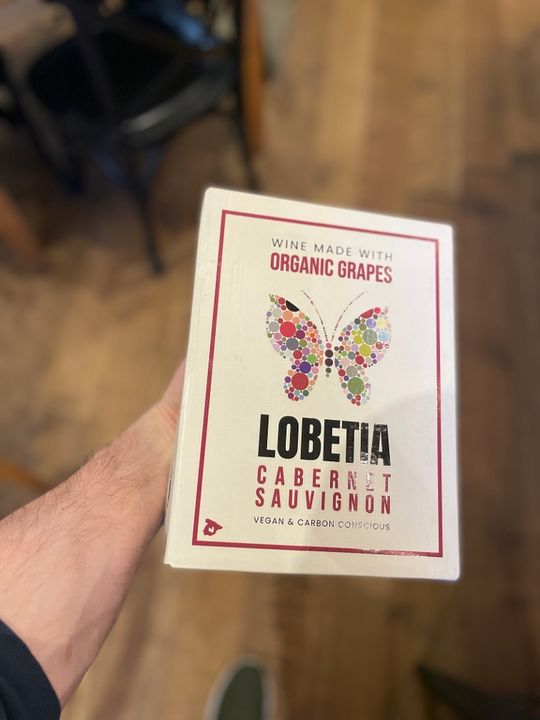 WINE MADE WITH
ORGANIC GRAPES
LOBETIA
CABERNET
SAUVIGNON
VEGAN & CARBON CONSCIOUS